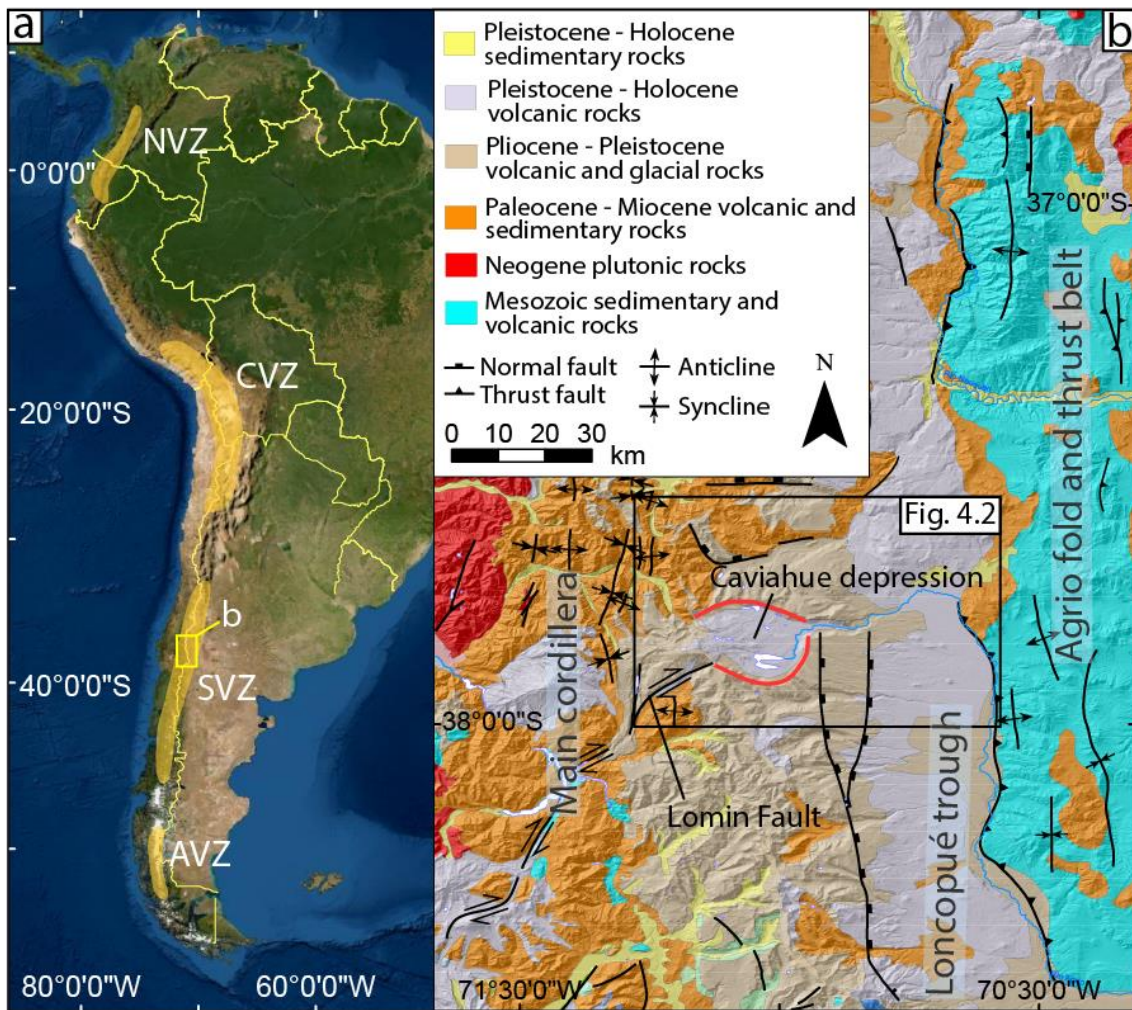 a
NVZ
0°0'0"
CVZ
20°0'0"S
b
40°0'0"S
SVZ
AVZ
80°0'0"W
60°0'0"W
Pleistocene - Holocene
sedimentary rocks
Pleistocene - Holocene
volcanic rocks
Pliocene - Pleistocene
volcanic and glacial rocks
Paleocene - Miocene volcanic and
sedimentary rocks
Neogene plutonic rocks
Mesozoic sedimentary and
volcanic rocks
Normal fault
Thrust fault
Anticline
Syncline
N
0 10 20 30
km
b
37°0'0"S
Agrio fold and thrust belt
Fig. 4.2
Caviahue depression
Main cordillera
38°0'0"S
Lomin Fault
Loncopué trough
71°30'0"W
70°30'0"W